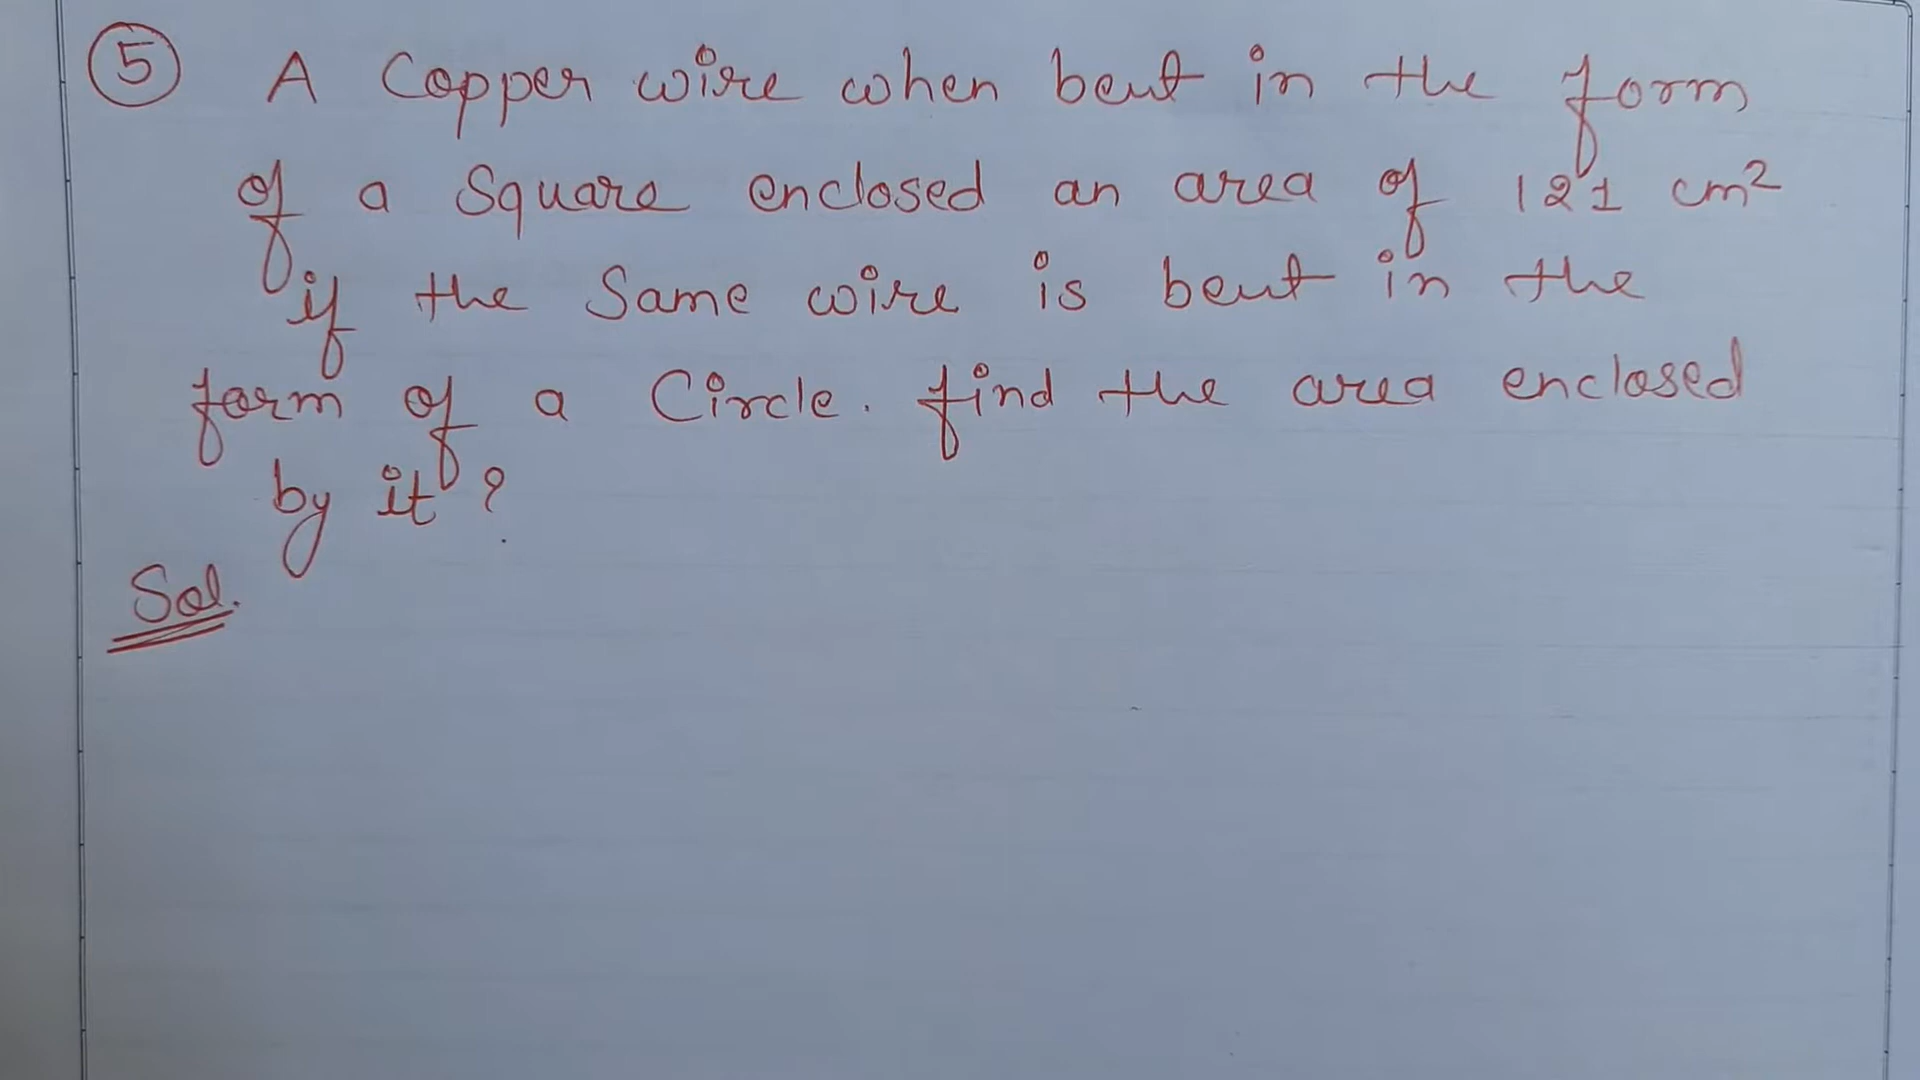 5 A Copper wire when bent in the form
of a Square enclosed an area of 121 cm²
if the Same wire is bent in the
form of a Circle. find the area enclosed
by it ?
Sol.